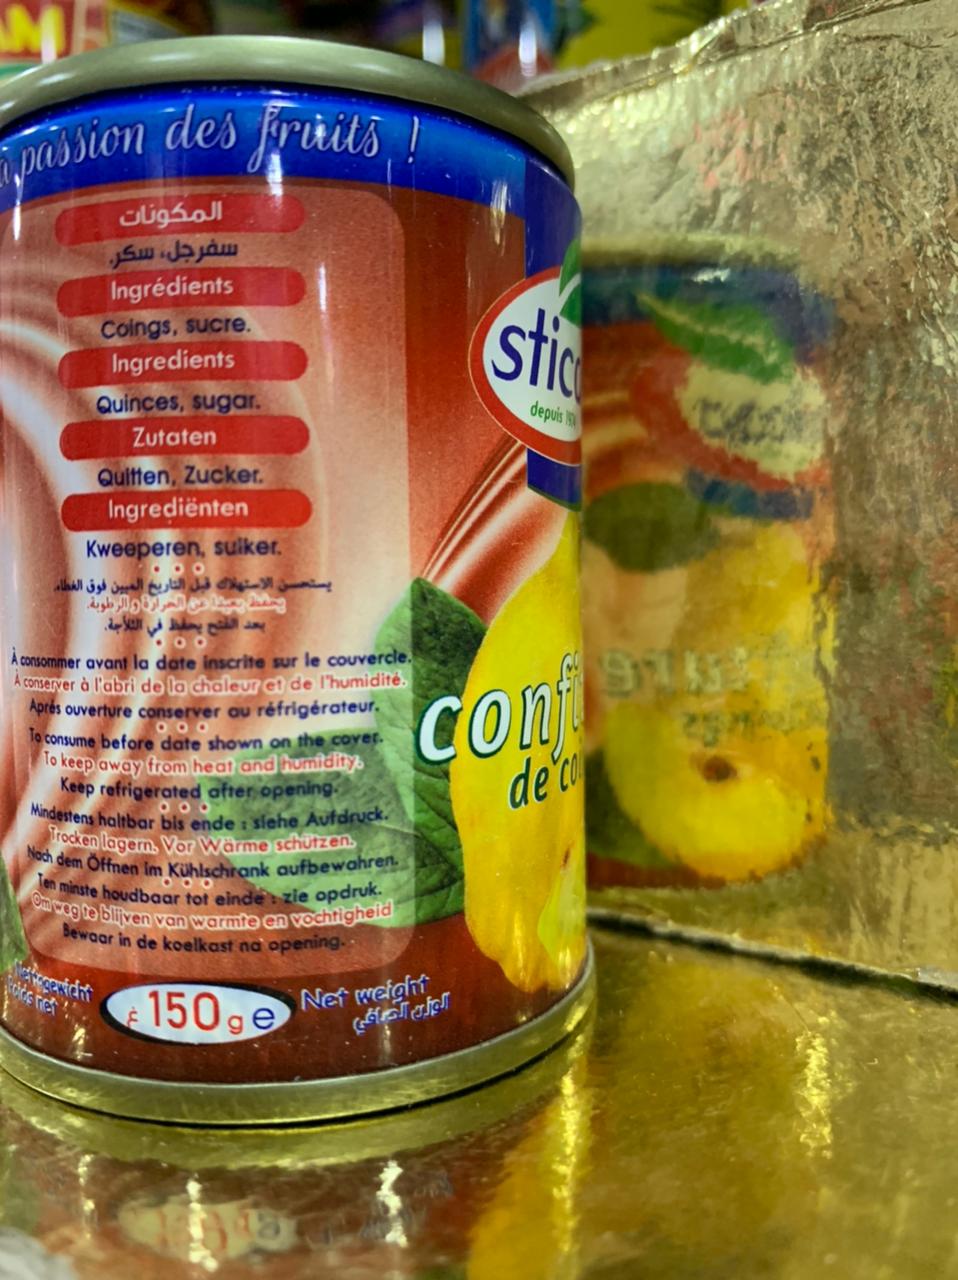 passion des fruits !
المكونات
سفرجل، سكر.
Ingrédients
Coings, sucre.
Ingredients
Quinces, sugar.
Zutaten
Quitten, Zucker.
Ingrediënten
Kweeperen, suiker.
يستحسن الاستهلاك قبل التاريخ المبين فوق الغطاء.
يحفظ بعيدا عن الحرارة و الرطوبة.
بعد الفتح يحفظ في الثلاجة.
À consommer avant la date inscrite sur le couvercle.
À conserver à l'abri de la chaleur et de l'humidité.
Aprés ouverture conserver au réfrigérateur.
To consume before date shown on the cover.
To keep away from heat and humidity.
Keep refrigerated after opening.
Mindestens haltbar bis ende : siehe Aufdruck.
Trocken lagern. Vor Wärme schützen.
Nach dem Öffnen im Kühlschrank aufbewahren.
Ten minste houdbaar tot einde : zie opdruk.
Om weg te blijven van warmte en vochtigheid
Bewaar in de koelkast na opening.
Nettogewicht
Poids net
غ 150 g e
Net weight
الوزن الصافي
depuis 197
de